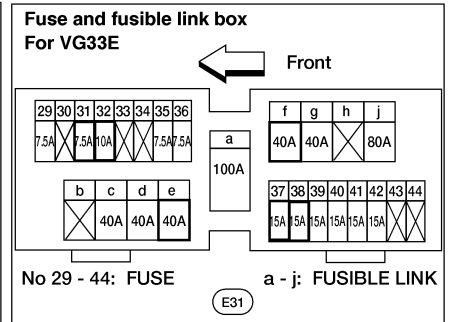 Fuse and fusible link box
For VG33E
Front
29 30 31 32 33 34 35 36
7.5A 7.5A 10A 7.5A 7.5A
a
100A
f g h j
40A 40A 80A
b c d e
40A 40A 40A
37 38 39 40 41 42 43 44
15A 15A 15A 15A 15A 15A
No 29 - 44: FUSE
a - j: FUSIBLE LINK
E31